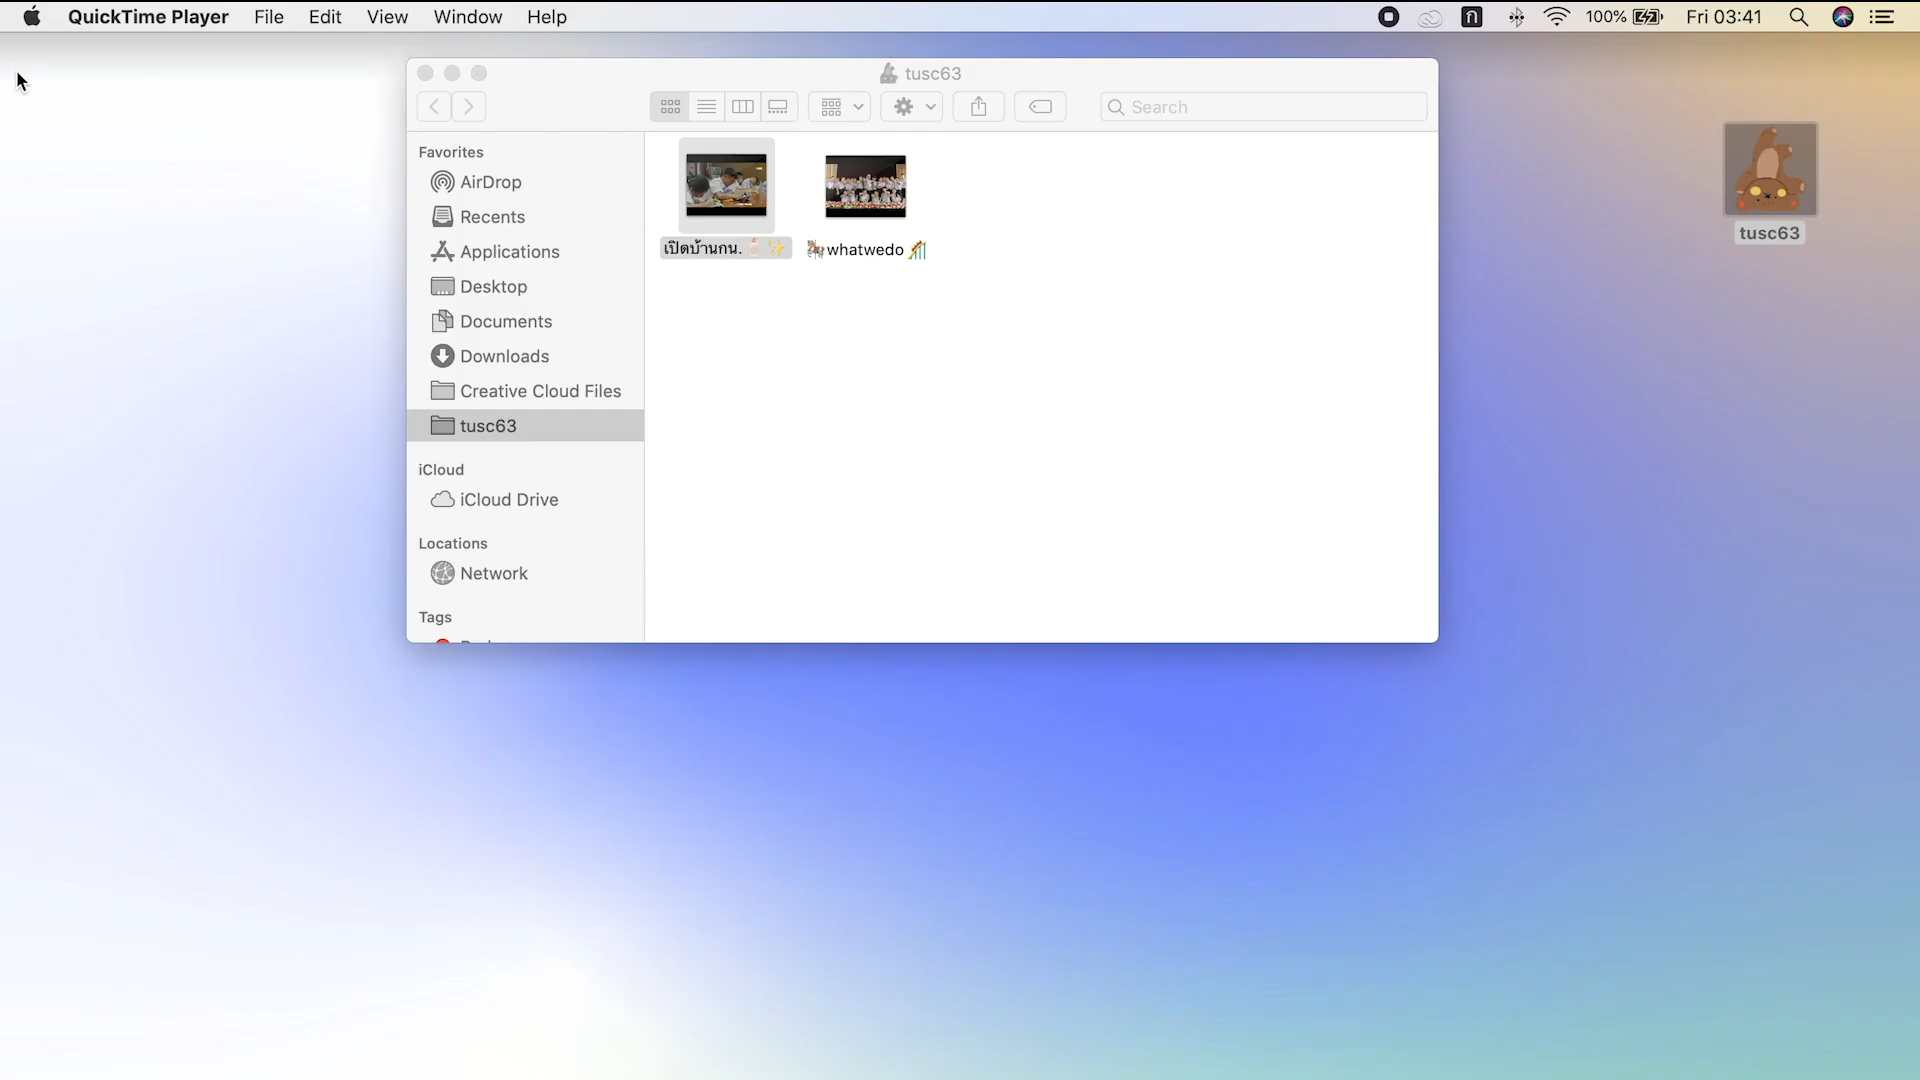 QuickTime Player File Edit View Window Help 100% Fri 03:41
tusc63
Search
Favorites
AirDrop
Recents
Applications
Desktop
Documents
Downloads
Creative Cloud Files
tusc63
iCloud
iCloud Drive
Locations
Network
Tags
เปิดบ้านกน. 🕯️✨
🎠whatwedo 🎢
tusc63